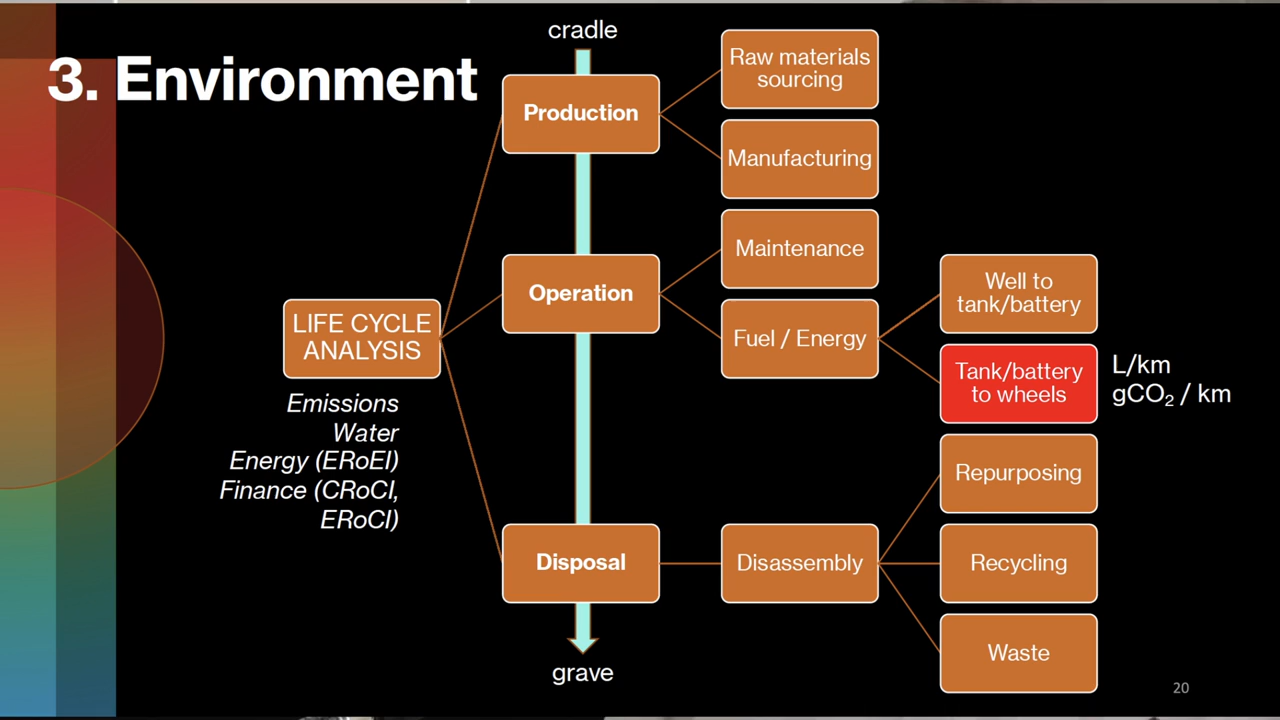 3. Environment
cradle
Production
Raw materials
sourcing
Manufacturing
Operation
Maintenance
Fuel / Energy
Well to
tank/battery
Tank/battery
to wheels
L/km
gCO₂ / km
LIFE CYCLE
ANALYSIS
Emissions
Water
Energy (ERoEI)
Finance (CRoCI,
ERoCI)
Disposal
Disassembly
Repurposing
Recycling
Waste
grave
20